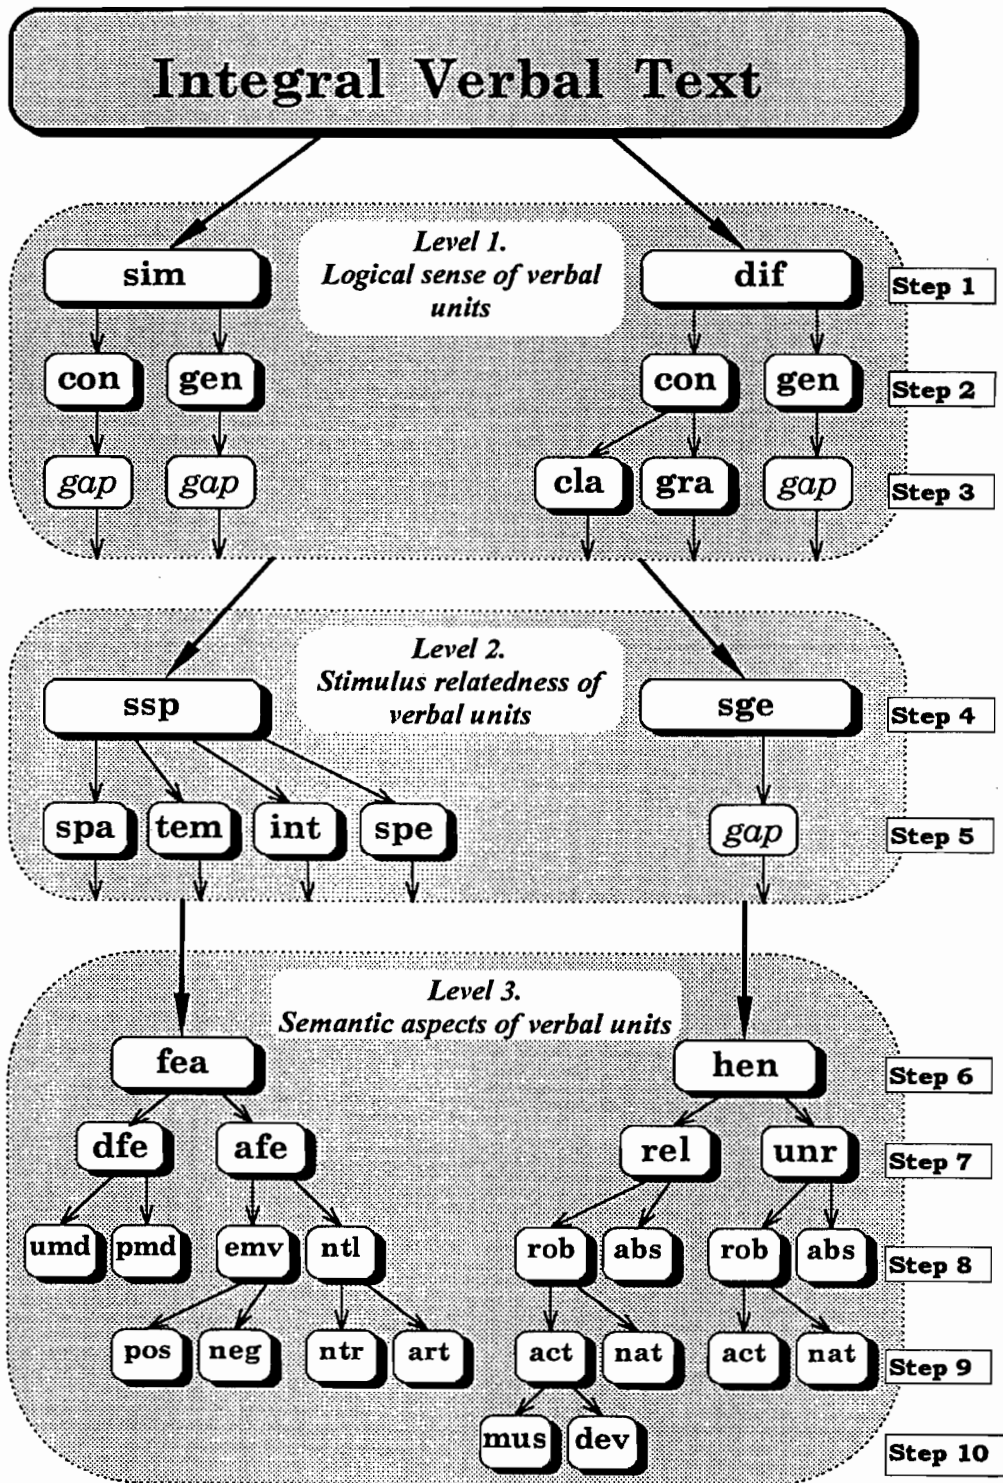 Integral Verbal Text
Level 1.
Logical sense of verbal
units
sim
dif
Step 1
con
gen
con
gen
Step 2
gap
gap
cla
gra
gap
Step 3
Level 2.
Stimulus relatedness of
verbal units
ssp
sge
Step 4
spa
tem
int
spe
gap
Step 5
Level 3.
Semantic aspects of verbal units
fea
hen
Step 6
dfe
afe
rel
unr
Step 7
umd
pmd
emv
ntl
rob
abs
rob
abs
Step 8
pos
neg
ntr
art
act
nat
act
nat
Step 9
mus
dev
Step 10